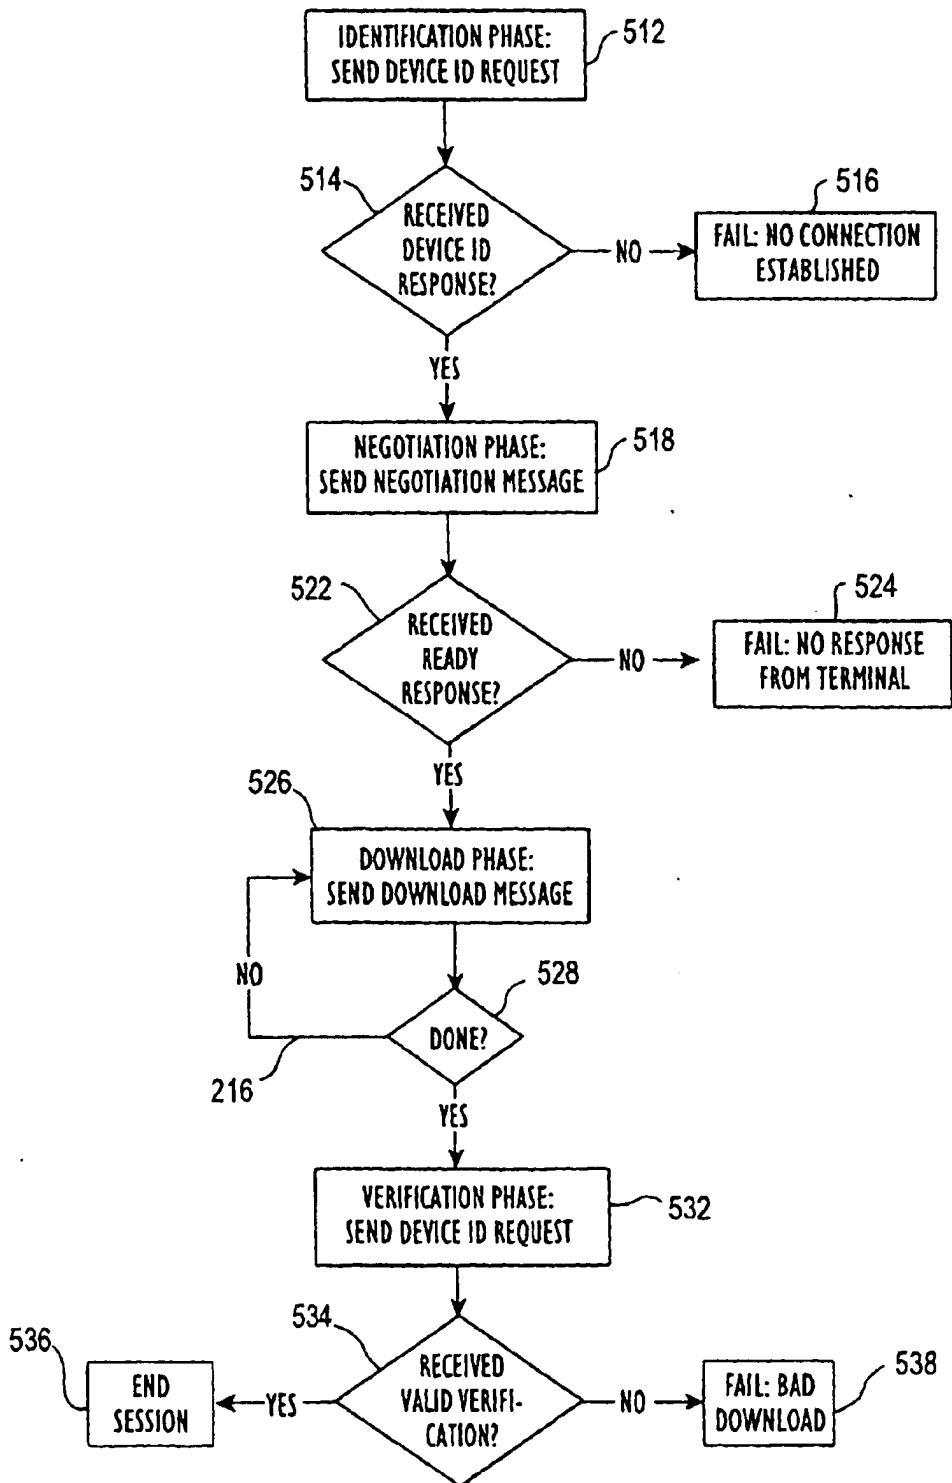 IDENTIFICATION PHASE:
SEND DEVICE ID REQUEST
512
514
RECEIVED
DEVICE ID
RESPONSE?
NO
516
FAIL: NO CONNECTION
ESTABLISHED
YES
NEGOTIATION PHASE:
SEND NEGOTIATION MESSAGE
518
522
RECEIVED
READY
RESPONSE?
NO
524
FAIL: NO RESPONSE
FROM TERMINAL
YES
526
DOWNLOAD PHASE:
SEND DOWNLOAD MESSAGE
NO
528
DONE?
216
YES
VERIFICATION PHASE:
SEND DEVICE ID REQUEST
532
534
RECEIVED
VALID VERIFI-
CATION?
536
END
SESSION
YES
NO
538
FAIL: BAD
DOWNLOAD